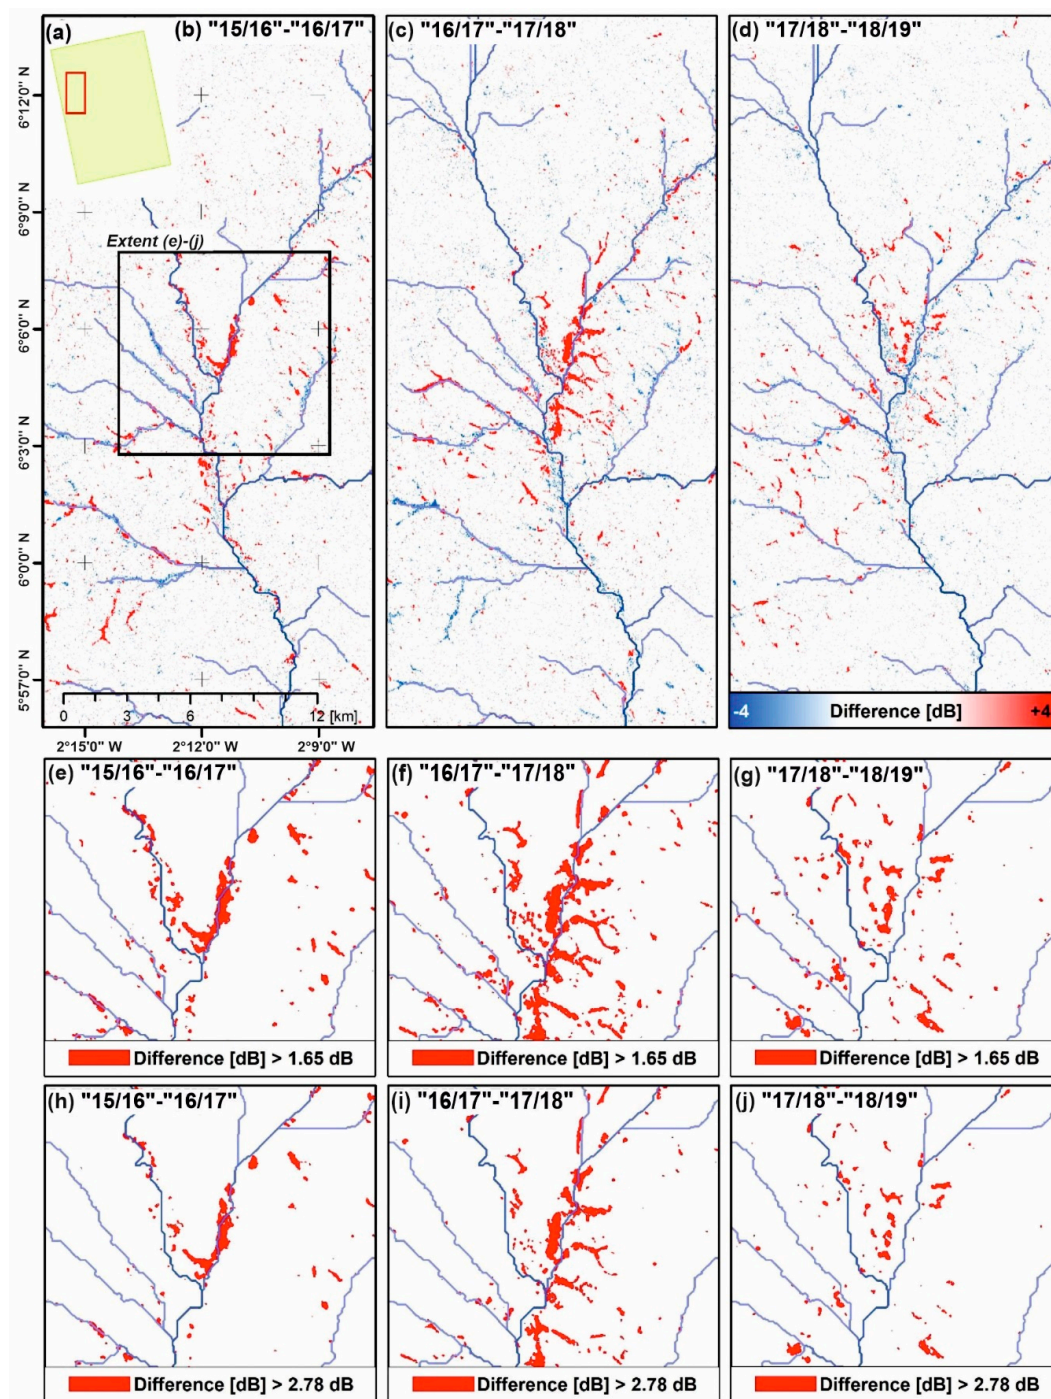 (a)
(b) "15/16"-"16/17"
(c) "16/17"-"17/18"
(d) "17/18"-"18/19"
6°12'0" N
6°9'0" N
Extent (e)-(j)
6°6'0" N
6°3'0" N
6°0'0" N
5°57'0" N
0 3 6 12 [km]
-4 Difference [dB] +4
2°15'0" W 2°12'0" W 2°9'0" W
(e) "15/16"-"16/17"
(f) "16/17"-"17/18"
(g) "17/18"-"18/19"
Difference [dB] > 1.65 dB
Difference [dB] > 1.65 dB
Difference [dB] > 1.65 dB
(h) "15/16"-"16/17"
(i) "16/17"-"17/18"
(j) "17/18"-"18/19"
Difference [dB] > 2.78 dB
Difference [dB] > 2.78 dB
Difference [dB] > 2.78 dB